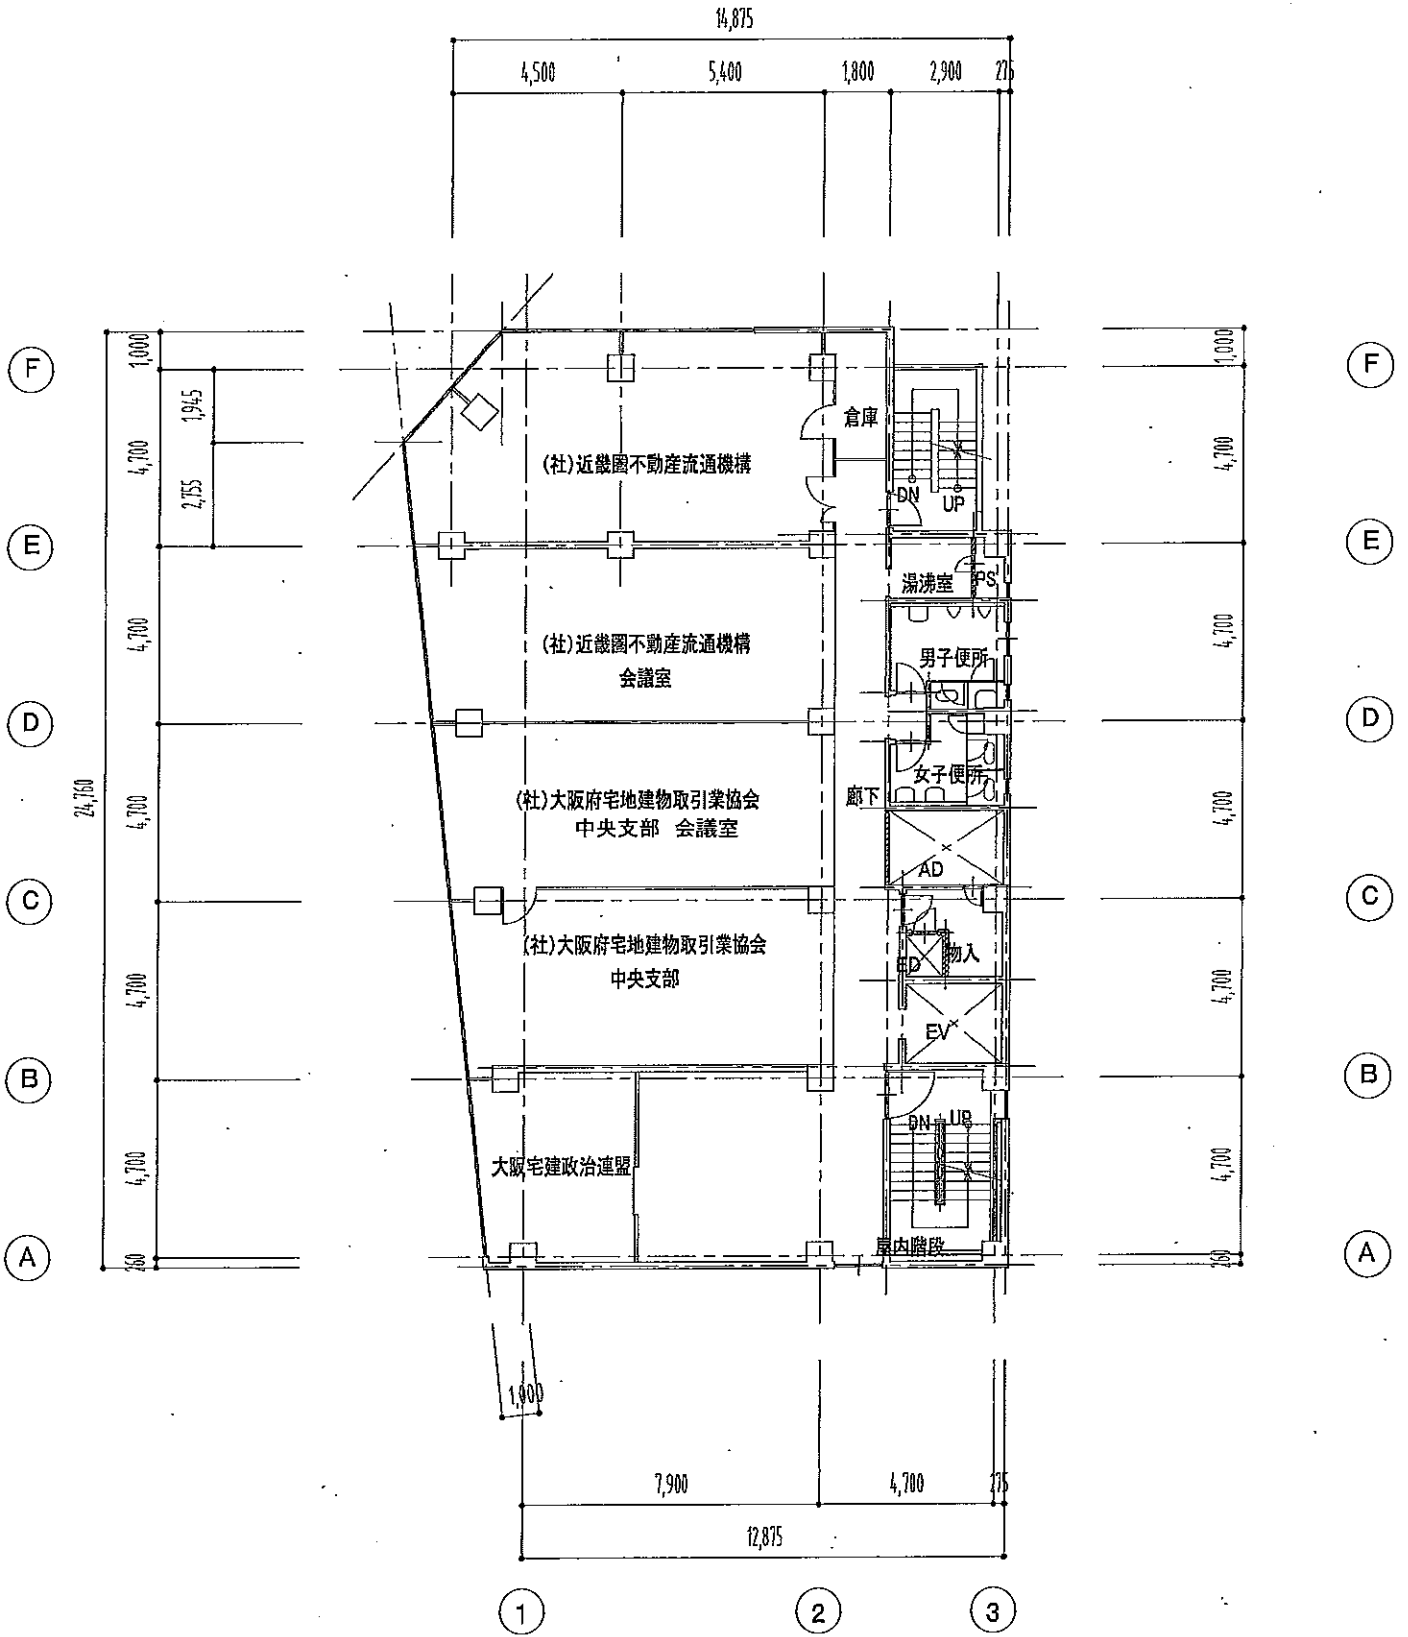 14,875
4,500
5,400
1,800
2,900
275
1,000
1,000
F
F
1,945
4,700
4,700
倉庫
(社)近畿圏不動産流通機構
2,755
DN
UP
E
E
湯沸室
PS
4,700
4,700
(社)近畿圏不動産流通機構
会議室
男子便所
D
D
24,760
女子便所
廊下
4,700
4,700
(社)大阪府宅地建物取引業協会
中央支部 会議室
AD
C
C
(社)大阪府宅地建物取引業協会
中央支部
ED
物入
4,700
4,700
EV
B
B
DN
UP
4,700
4,700
大阪宅建政治連盟
屋内階段
A
A
260
260
1,000
7,900
4,700
275
12,875
1
2
3